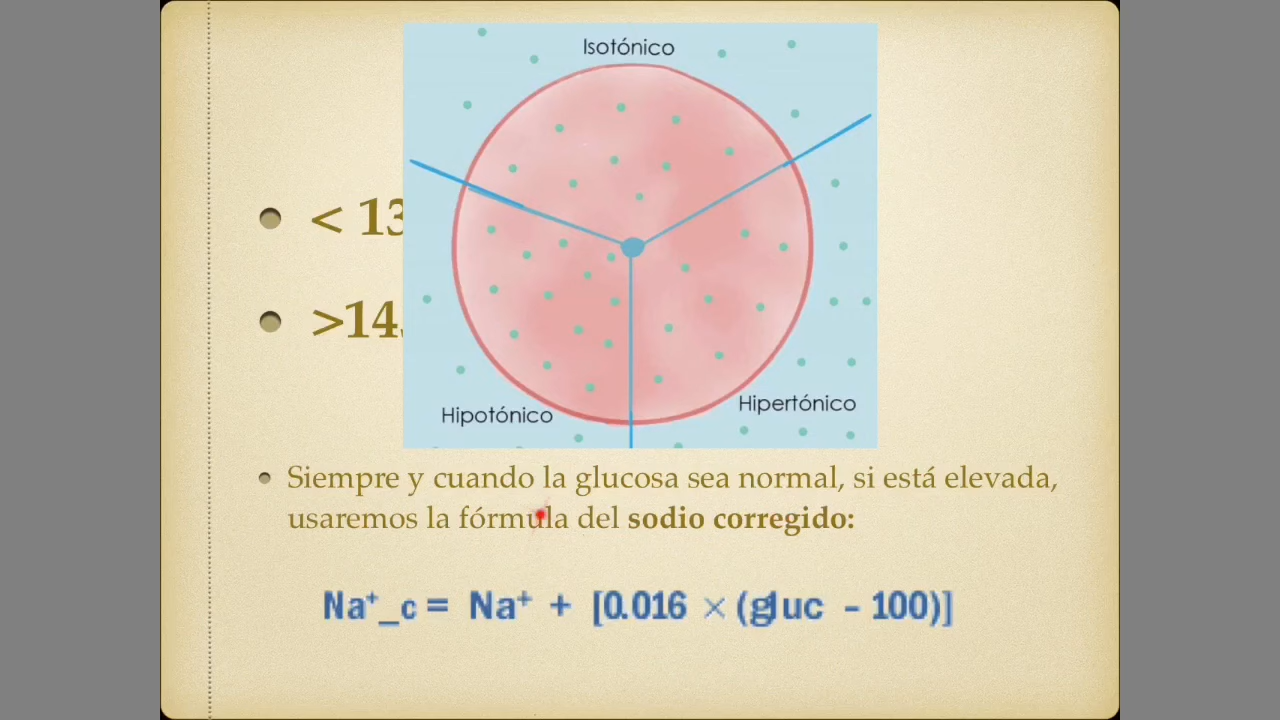 Isotónico
< 13
>14
Hipotónico
Hipertónico
Siempre y cuando la glucosa sea normal, si está elevada,
usaremos la fórmula del sodio corregido:
Na⁺_c = Na⁺ + [0.016 × (gluc – 100)]